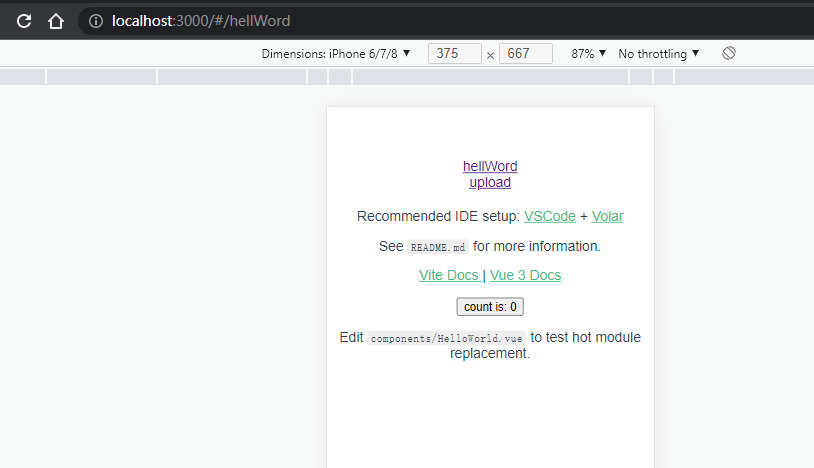 localhost:3000/#/hellWord
Dimensions: iPhone 6/7/8 ▼ 375 × 667 87% ▼ No throttling ▼
hellWord
upload
Recommended IDE setup: VSCode + Volar
See README.md for more information.
Vite Docs | Vue 3 Docs
count is: 0
Edit components/HelloWorld.vue to test hot module
replacement.